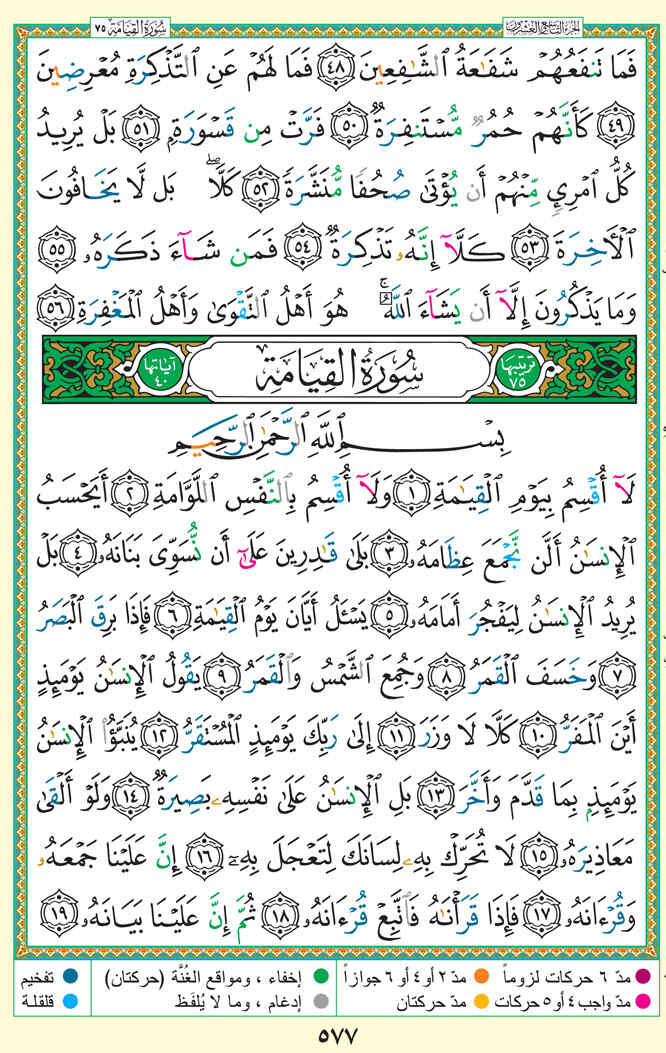 الجزء التاسع والعشرون
سُورَةُ القِيَامَة ٧٥
فَمَا تَنفَعُهُمْ شَفَٰعَةُ ٱلشَّٰفِعِينَ ٤٨ فَمَا لَهُمْ عَنِ ٱلتَّذْكِرَةِ مُعْرِضِينَ
٤٩ كَأَنَّهُمْ حُمُرٌ مُّسْتَنفِرَةٌ ٥٠ فَرَّتْ مِن قَسْوَرَةٍۭ ٥١ بَلْ يُرِيدُ
كُلُّ ٱمْرِئٍ مِّنْهُمْ أَن يُؤْتَىٰ صُحُفًا مُّنَشَّرَةً ٥٢ كَلَّاۖ بَل لَّا يَخَافُونَ
ٱلْأَخِرَةَ ٥٣ كَلَّآ إِنَّهُۥ تَذْكِرَةٌ ٥٤ فَمَن شَآءَ ذَكَرَهُۥ ٥٥
وَمَا يَذْكُرُونَ إِلَّآ أَن يَشَآءَ ٱللَّهُۚ هُوَ أَهْلُ ٱلتَّقْوَىٰ وَأَهْلُ ٱلْمَغْفِرَةِ ٥٦
ترتيبها ٧٥ سُورَةُ القِيَامَةِ آياتها ٤٠
بِسْمِ ٱللَّهِ ٱلرَّحْمَٰنِ ٱلرَّحِيمِ
لَآ أُقْسِمُ بِيَوْمِ ٱلْقِيَٰمَةِ ١ وَلَآ أُقْسِمُ بِٱلنَّفْسِ ٱللَّوَّامَةِ ٢ أَيَحْسَبُ
ٱلْإِنسَٰنُ أَلَّن نَّجْمَعَ عِظَامَهُۥ ٣ بَلَىٰ قَٰدِرِينَ عَلَىٰٓ أَن نُّسَوِّىَ بَنَانَهُۥ ٤ بَلْ
يُرِيدُ ٱلْإِنسَٰنُ لِيَفْجُرَ أَمَامَهُۥ ٥ يَسْـَٔلُ أَيَّانَ يَوْمُ ٱلْقِيَٰمَةِ ٦ فَإِذَا بَرِقَ ٱلْبَصَرُ
٧ وَخَسَفَ ٱلْقَمَرُ ٨ وَجُمِعَ ٱلشَّمْسُ وَٱلْقَمَرُ ٩ يَقُولُ ٱلْإِنسَٰنُ يَوْمَئِذٍ
أَيْنَ ٱلْمَفَرُّ ١٠ كَلَّا لَا وَزَرَ ١١ إِلَىٰ رَبِّكَ يَوْمَئِذٍ ٱلْمُسْتَقَرُّ ١٢ يُنَبَّؤُا۟ ٱلْإِنسَٰنُ
يَوْمَئِذٍۭ بِمَا قَدَّمَ وَأَخَّرَ ١٣ بَلِ ٱلْإِنسَٰنُ عَلَىٰ نَفْسِهِۦ بَصِيرَةٌ ١٤ وَلَوْ أَلْقَىٰ
مَعَاذِيرَهُۥ ١٥ لَا تُحَرِّكْ بِهِۦ لِسَانَكَ لِتَعْجَلَ بِهِۦٓ ١٦ إِنَّ عَلَيْنَا جَمْعَهُۥ
وَقُرْءَانَهُۥ ١٧ فَإِذَا قَرَأْنَٰهُ فَٱتَّبِعْ قُرْءَانَهُۥ ١٨ ثُمَّ إِنَّ عَلَيْنَا بَيَانَهُۥ ١٩
مدّ ٦ حركات لزوماً مدّ ٢ أو ٤ أو ٦ جوازاً إخفاء ، ومواقع الغُنَّة (حركتان) تفخيم
مدّ واجب ٤ أو ٥ حركات مدّ حركتان إدغام ، وما لا يُلفَظ قلقلة
٥٧٧